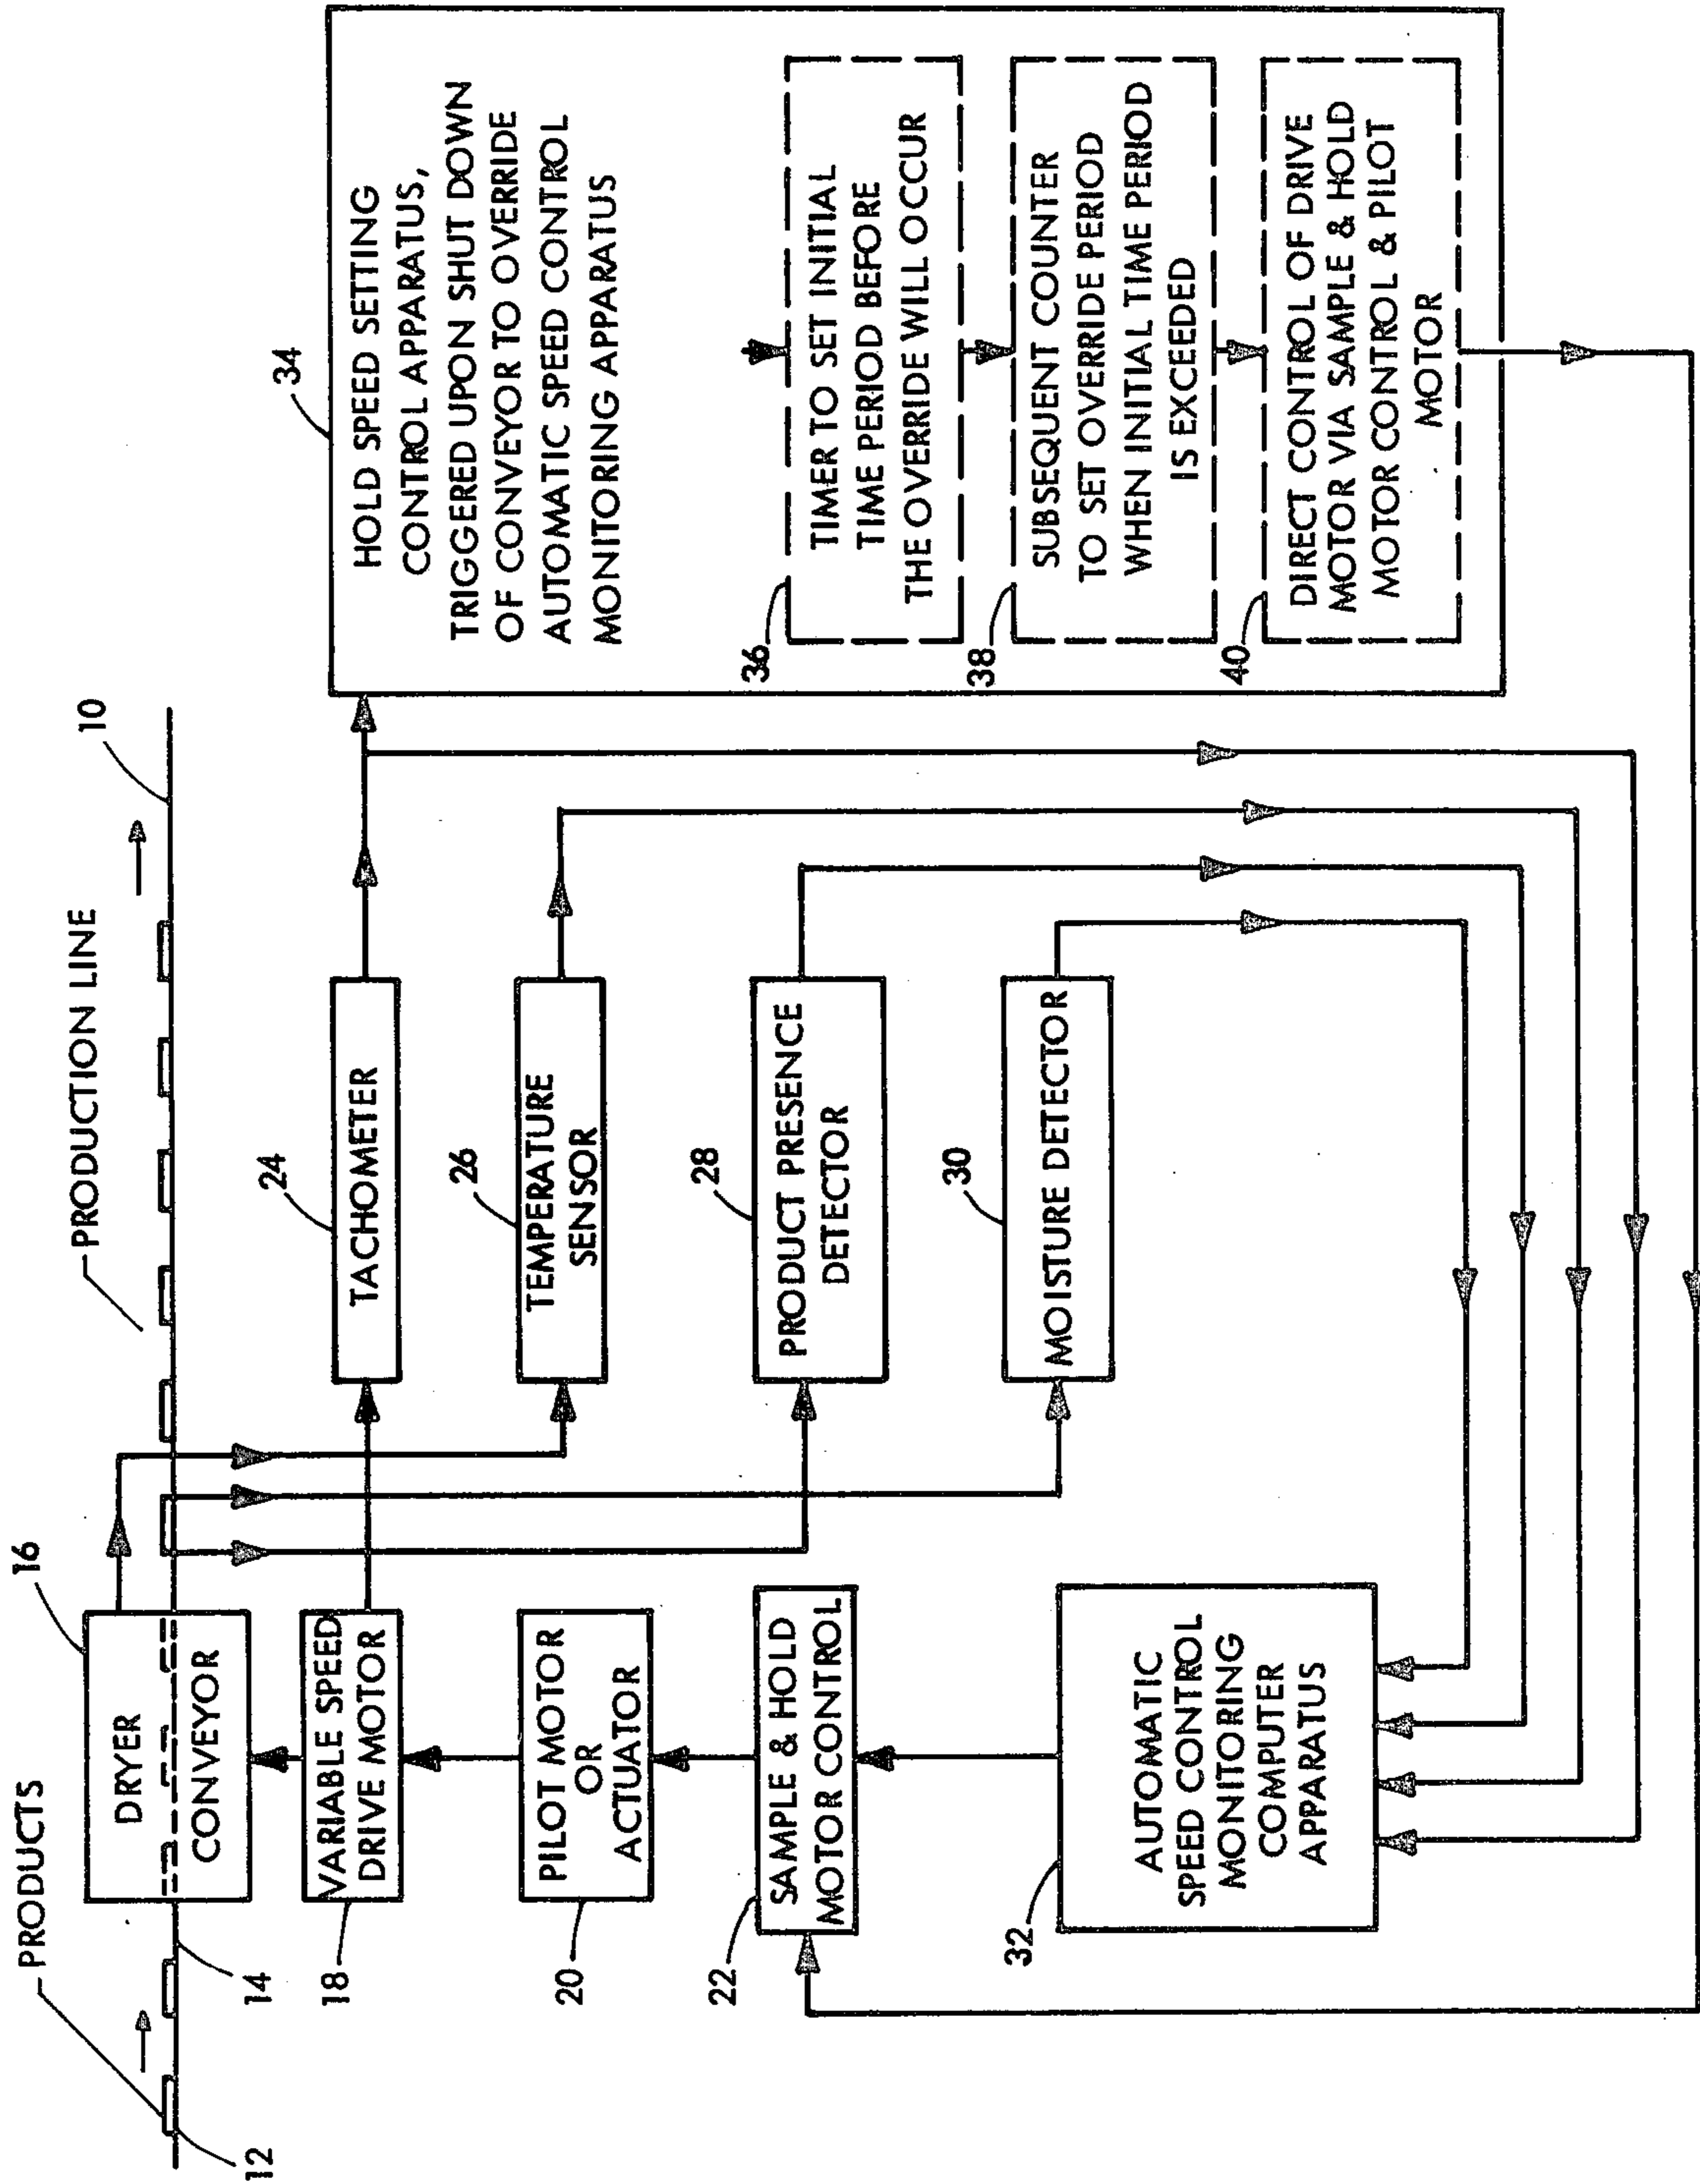 PRODUCTS
PRODUCTION LINE
10
12
14
16
DRYER
CONVEYOR
18
VARIABLE SPEED
DRIVE MOTOR
20
PILOT MOTOR
OR
ACTUATOR
22
SAMPLE & HOLD
MOTOR CONTROL
32
AUTOMATIC
SPEED CONTROL
MONITORING
COMPUTER
APPARATUS
24
TACHOMETER
26
TEMPERATURE
SENSOR
28
PRODUCT PRESENCE
DETECTOR
30
MOISTURE DETECTOR
34
HOLD SPEED SETTING
CONTROL APPARATUS,
TRIGGERED UPON SHUT DOWN
OF CONVEYOR TO OVERRIDE
AUTOMATIC SPEED CONTROL
MONITORING APPARATUS
36
TIMER TO SET INITIAL
TIME PERIOD BEFORE
THE OVERRIDE WILL OCCUR
38
SUBSEQUENT COUNTER
TO SET OVERRIDE PERIOD
WHEN INITIAL TIME PERIOD
IS EXCEEDED
40
DIRECT CONTROL OF DRIVE
MOTOR VIA SAMPLE & HOLD
MOTOR CONTROL & PILOT
MOTOR